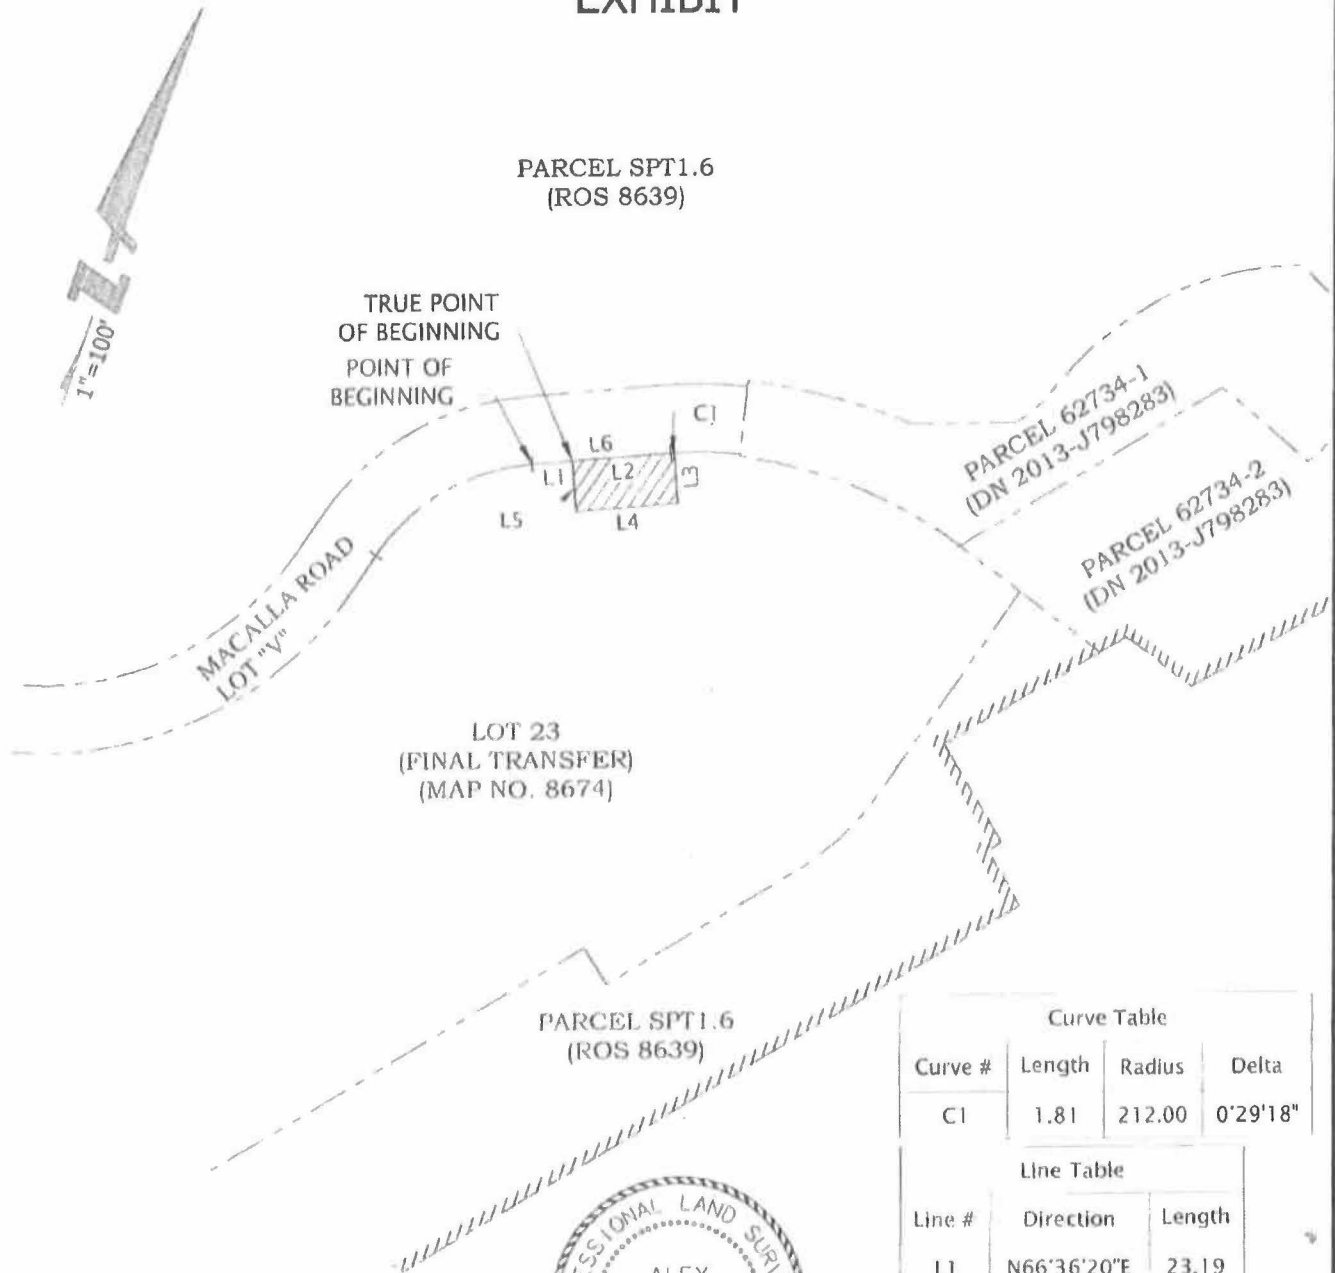 EXHIBIT
PARCEL SPT1.6
(ROS 8639)
TRUE POINT
OF BEGINNING
POINT OF
BEGINNING
Z
1"=100'
C1
L6
L1
L2
L3
L5
L4
PARCEL 62734-1
(DN 2013-J798283)
PARCEL 62734-2
(DN 2013-J798283)
MACALLA ROAD
LOT "V"
LOT 23
(FINAL TRANSFER)
(MAP NO. 8674)
PARCEL SPT1.6
(ROS 8639)
Curve Table
Curve # Length Radius Delta
C1 1.81 212.00 0°29'18"
Line Table
Line # Direction Length
L1 N66°36'20"E 23.19
LAND
ALEX